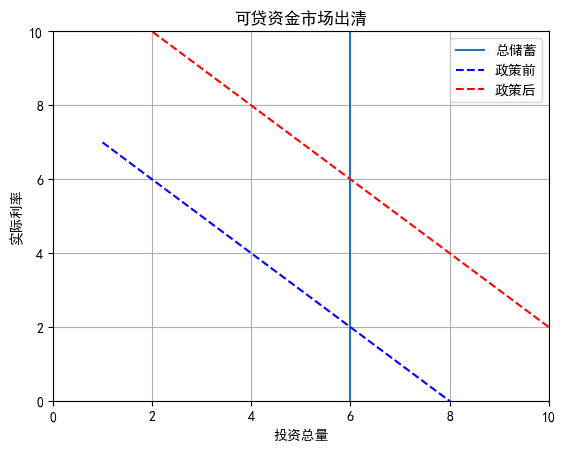 可贷资金市场出清
总储蓄
政策前
政策后
10
8
6
4
2
0
实际利率
0 2 4 6 8 10
投资总量